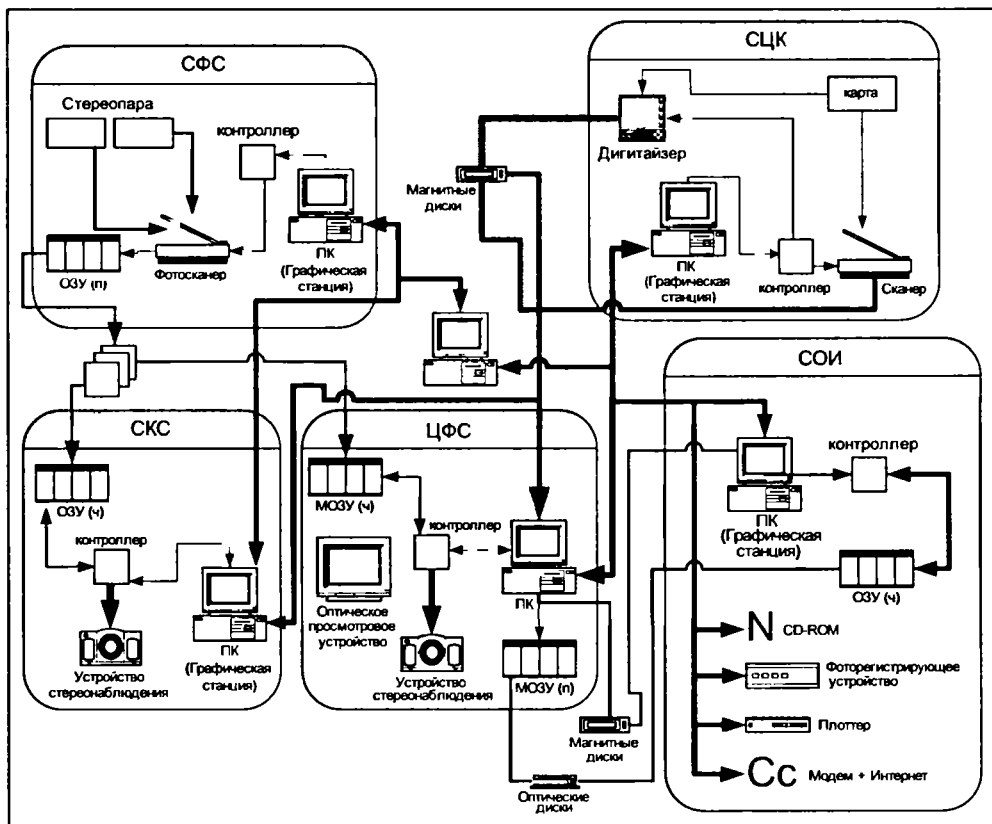 СФС
Стереопара
контроллер
ОЗУ (п)
Фотосканер
ПК
(Графическая
станция)
СЦК
карта
Дигитайзер
Магнитные
диски
ПК
(Графическая
станция)
контроллер
Сканер
СКС
ОЗУ (ч)
контроллер
Устройство
стереонаблюдения
ПК
(Графическая
станция)
ЦФС
МОЗУ (ч)
контроллер
Оптическое
просмотровое
устройство
ПК
Устройство
стереонаблюдения
МОЗУ (п)
Магнитные
диски
Оптические
диски
СОИ
контроллер
ПК
(Графическая
станция)
ОЗУ (ч)
N CD-ROM
Фоторегистрирующее
устройство
Плоттер
Cc Модем + Интернет